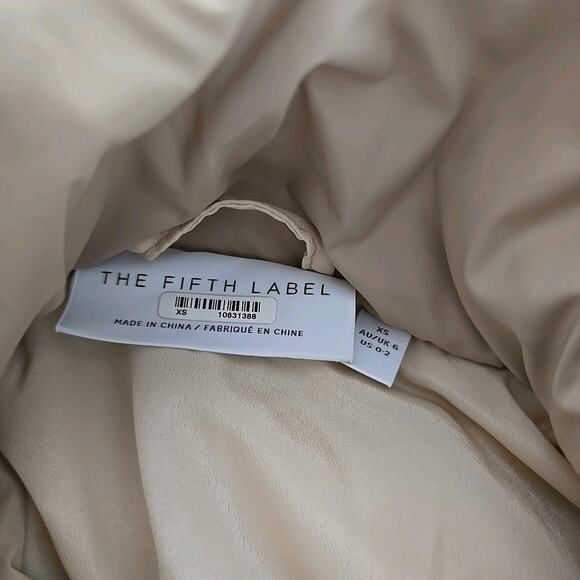 THE FIFTH LABEL
XS 10631388
MADE IN CHINA / FABRIQUÉ EN CHINE
XS
AU/UK 6
US 0-2